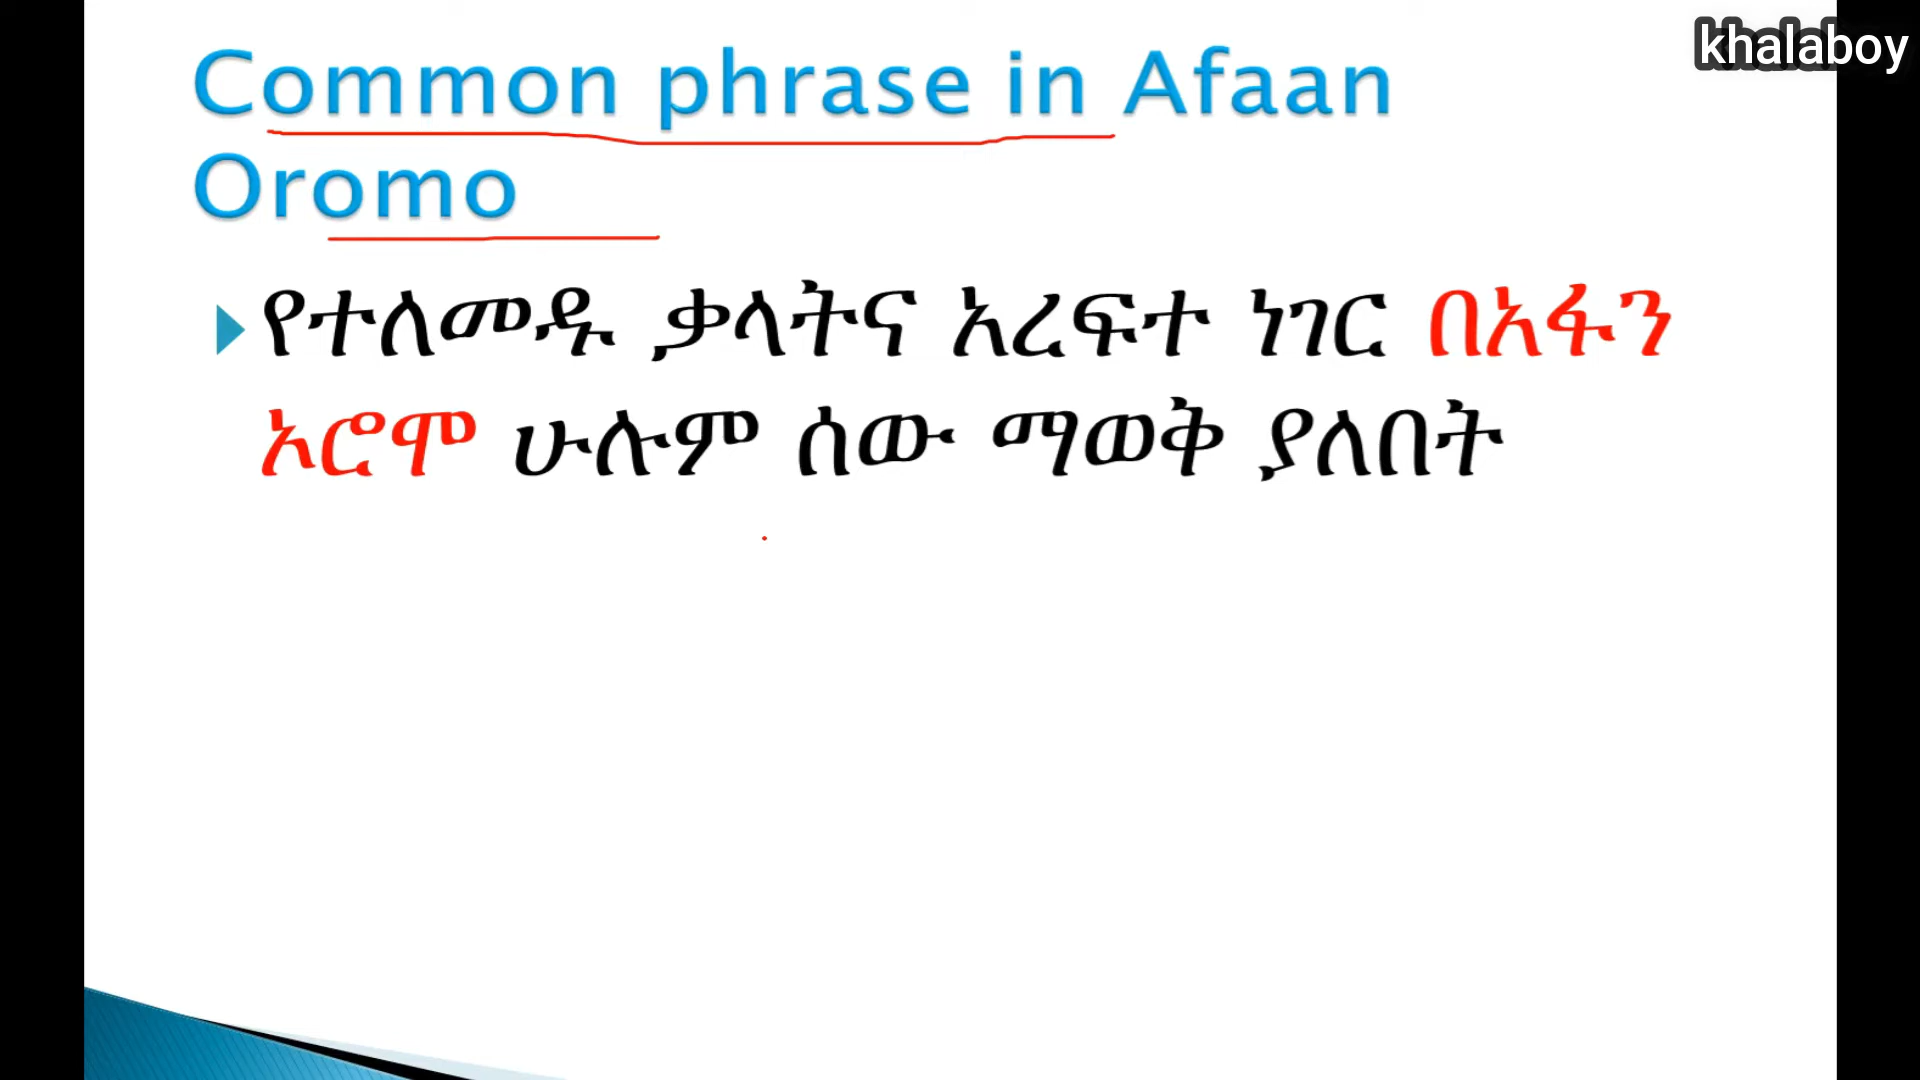 khalaboy
Common phrase in Afaan
Oromo
የተለመዱ ቃላትና አረፍተ ነገር በአፋን
ኦሮሞ ሁሉም ሰው ማወቅ ያለበት